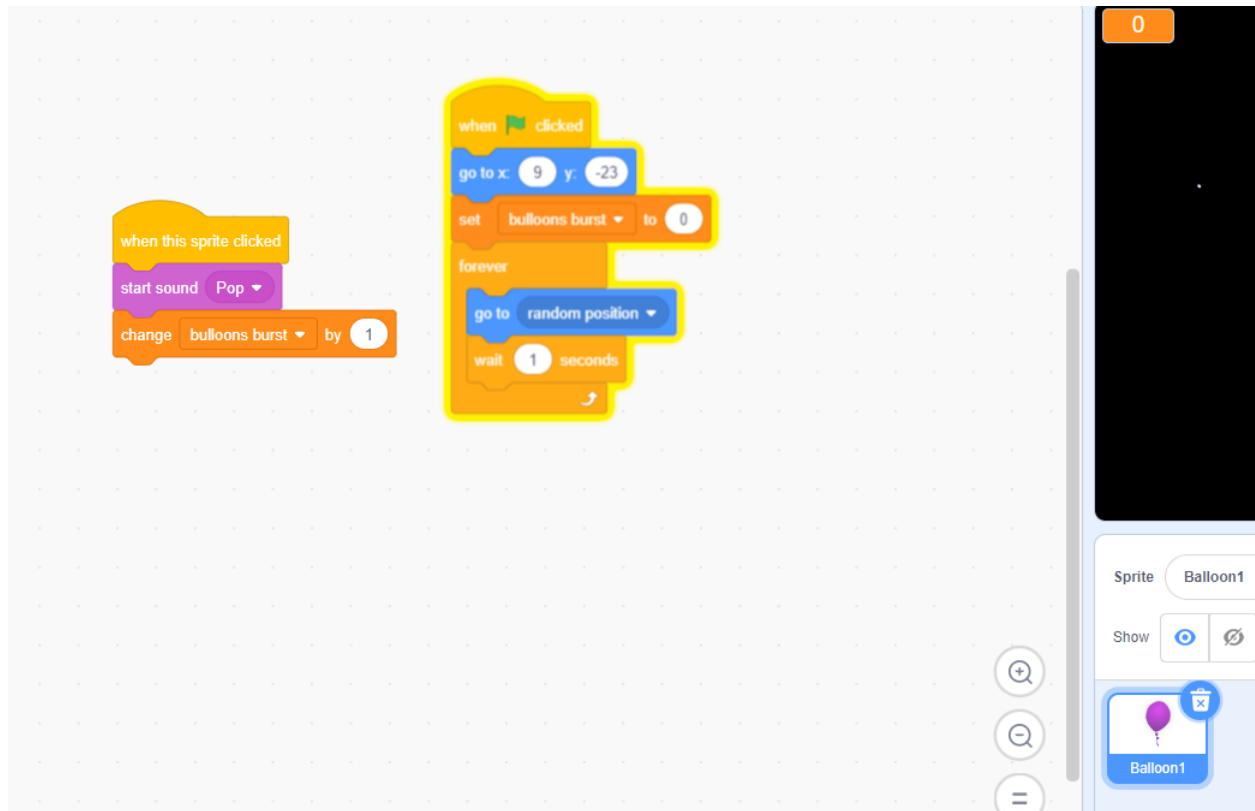 0
when clicked
go to x: 9 y: -23
set bulloons burst to 0
forever
go to random position
wait 1 seconds
when this sprite clicked
start sound Pop
change bulloons burst by 1
Sprite Balloon1
Show
Balloon1